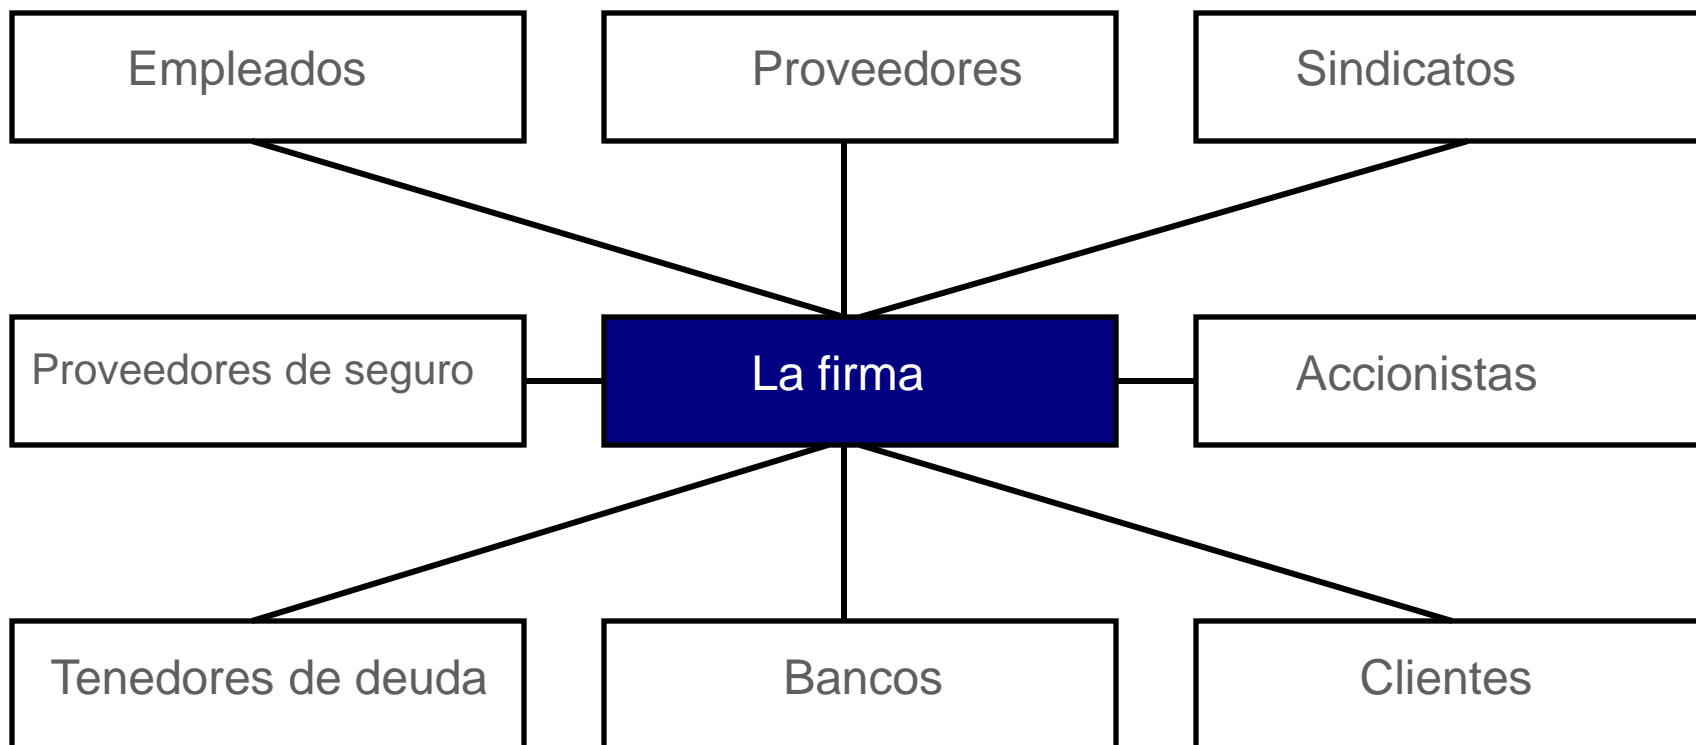 Empleados
Proveedores
Sindicatos
Proveedores de seguro
La firma
Accionistas
Tenedores de deuda
Bancos
Clientes